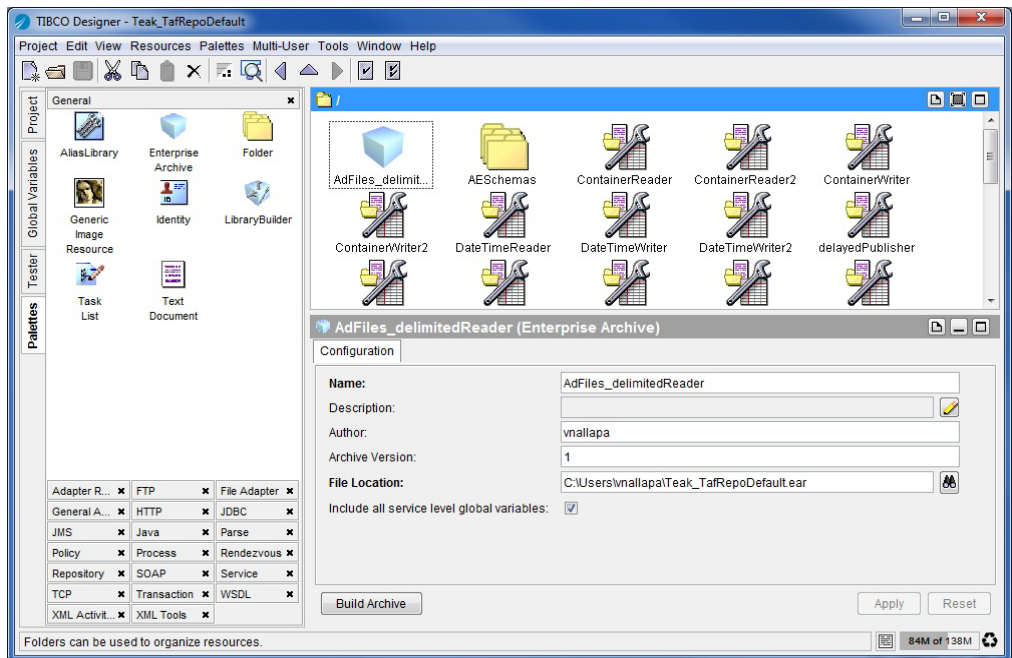 TIBCO Designer - Teak_TafRepoDefault
Project Edit View Resources Palettes Multi-User Tools Window Help
Project
Global Variables
Tester
Palettes
General
AliasLibrary
Enterprise
Archive
Folder
Generic
Image
Resource
Identity
LibraryBuilder
Task
List
Text
Document
Adapter R... FTP File Adapter
General A... HTTP JDBC
JMS Java Parse
Policy Process Rendezvous
Repository SOAP Service
TCP Transaction WSDL
XML Activit... XML Tools
/
AdFiles_delimit... AESchemas ContainerReader ContainerReader2 ContainerWriter
ContainerWriter2 DateTimeReader DateTimeWriter DateTimeWriter2 delayedPublisher
AdFiles_delimitedReader (Enterprise Archive)
Configuration
Name: AdFiles_delimitedReader
Description:
Author: vnallapa
Archive Version: 1
File Location: C:\Users\vnallapa\Teak_TafRepoDefault.ear
Include all service level global variables:
Build Archive Apply Reset
Folders can be used to organize resources. 84M of 138M